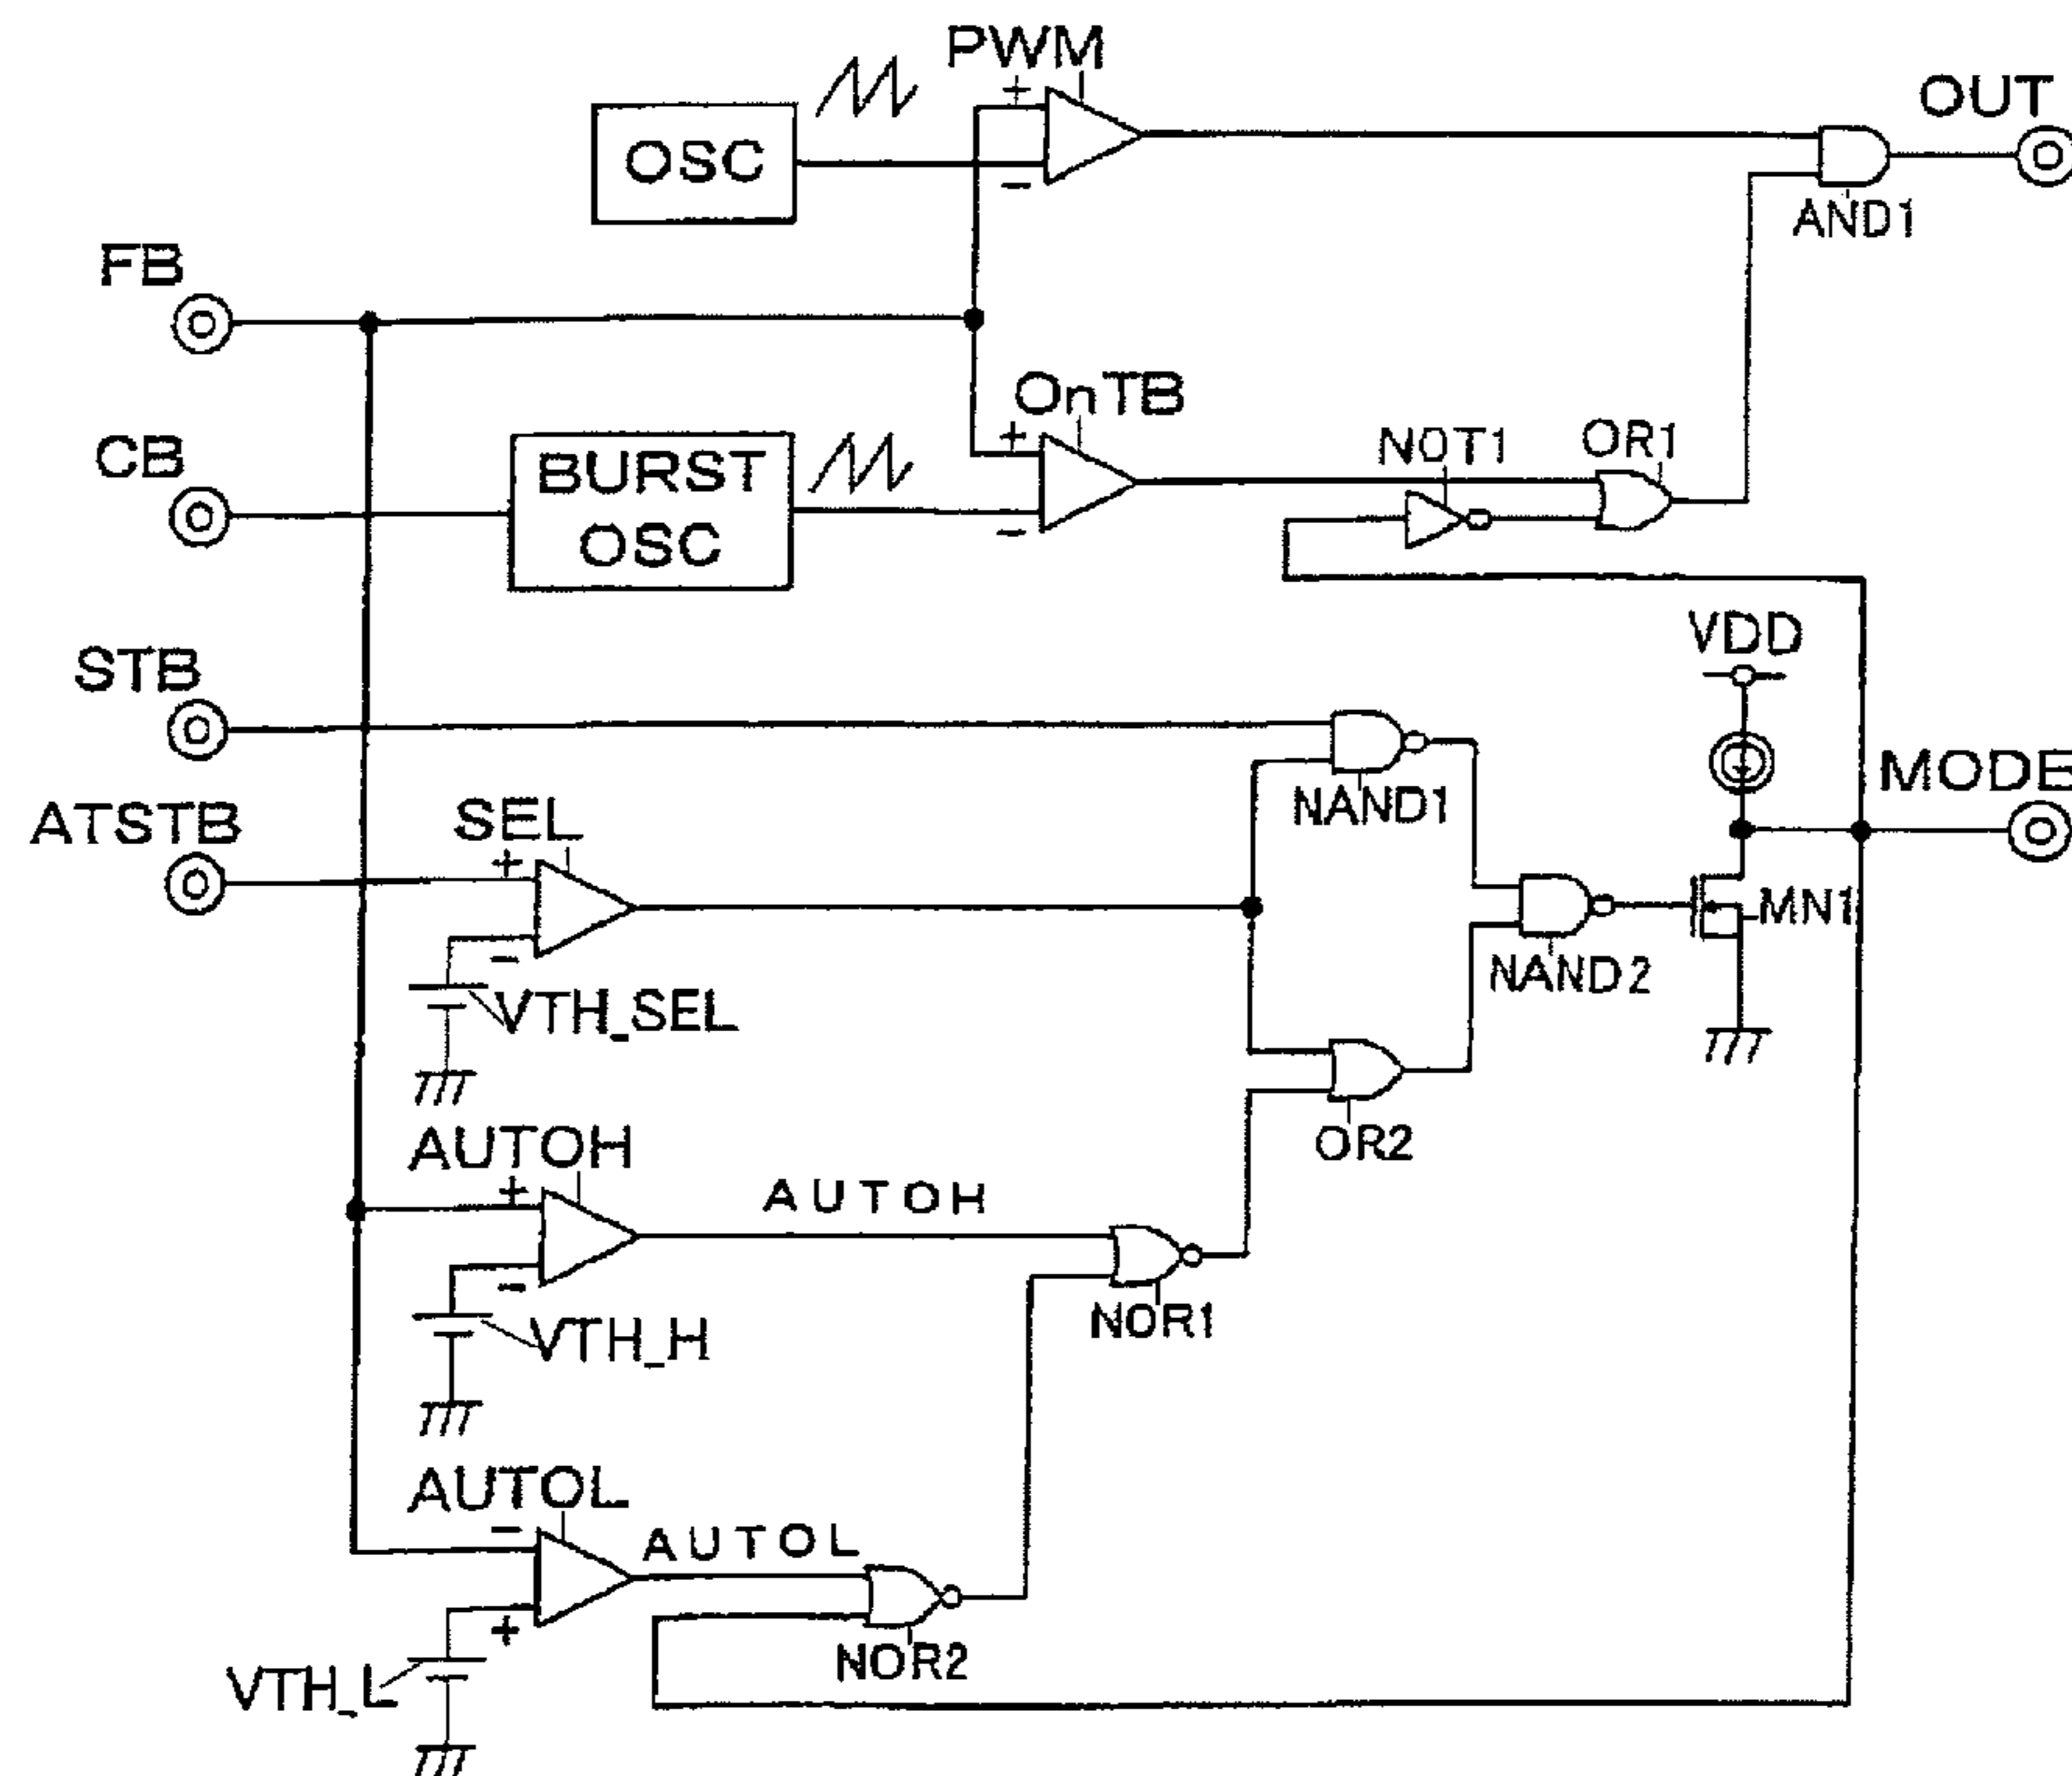 PWM
OSC
OUT
AND1
FB
OnTB
CB
BURST
OSC
NOT1
OR1
STB
VDD
NAND1
MODE
ATSTB
SEL
MN1
NAND2
VTH_SEL
AUTOH
AUTOH
OR2
NOR1
VTH_H
AUTOL
AUTOL
NOR2
VTH_L